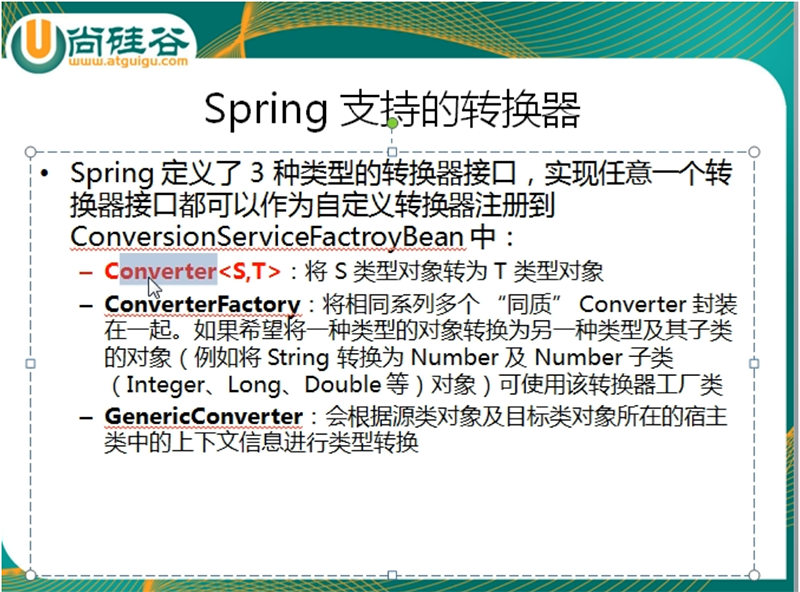 尚硅谷
www.atguigu.com
Spring 支持的转换器
• Spring 定义了 3 种类型的转换器接口，实现任意一个转
换器接口都可以作为自定义转换器注册到
ConversionServiceFactroyBean 中：
– Converter<S,T>：将 S 类型对象转为 T 类型对象
– ConverterFactory：将相同系列多个 “同质” Converter 封装
在一起。如果希望将一种类型的对象转换为另一种类型及其子类
的对象（例如将 String 转换为 Number 及 Number 子类
（Integer、Long、Double 等）对象）可使用该转换器工厂类
– GenericConverter：会根据源类对象及目标类对象所在的宿主
类中的上下文信息进行类型转换